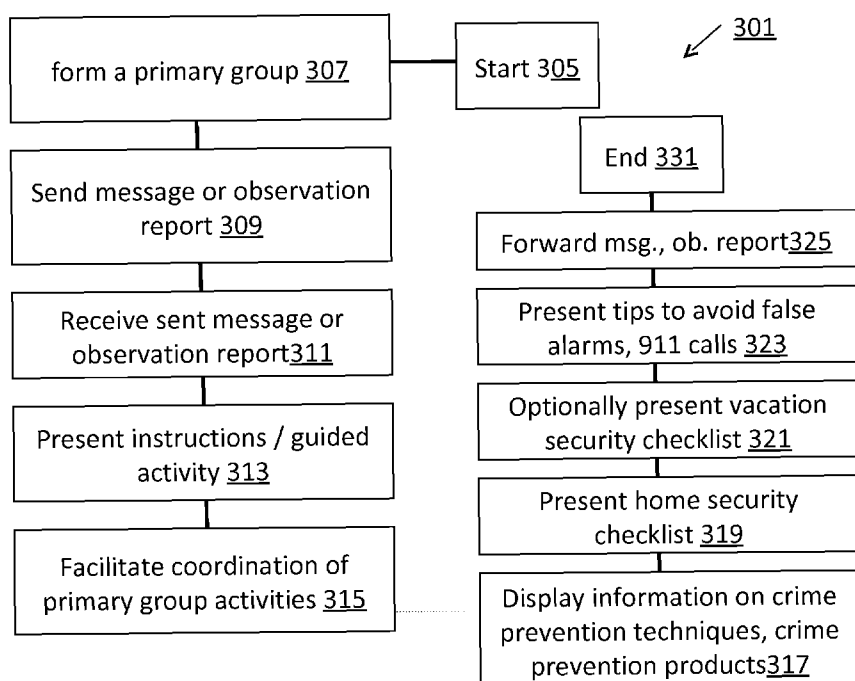 301
Start 305
form a primary group 307
Send message or observation
report 309
Receive sent message or
observation report311
Present instructions / guided
activity 313
Facilitate coordination of
primary group activities 315
Display information on crime
prevention techniques, crime
prevention products317
Present home security
checklist 319
Optionally present vacation
security checklist 321
Present tips to avoid false
alarms, 911 calls 323
Forward msg., ob. report325
End 331